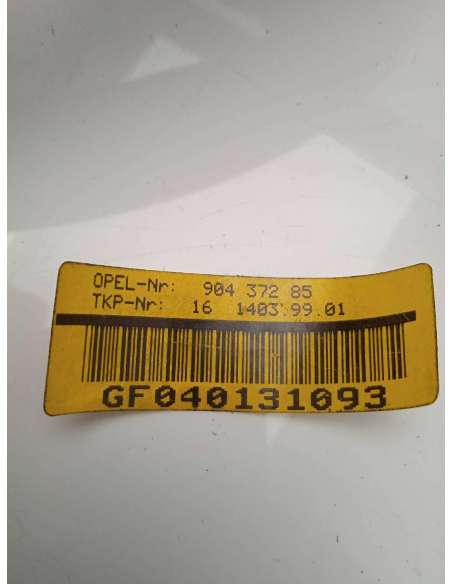 OPEL-Nr: 904 372 85
TKP-Nr: 16 1403.99.01
GF040131093